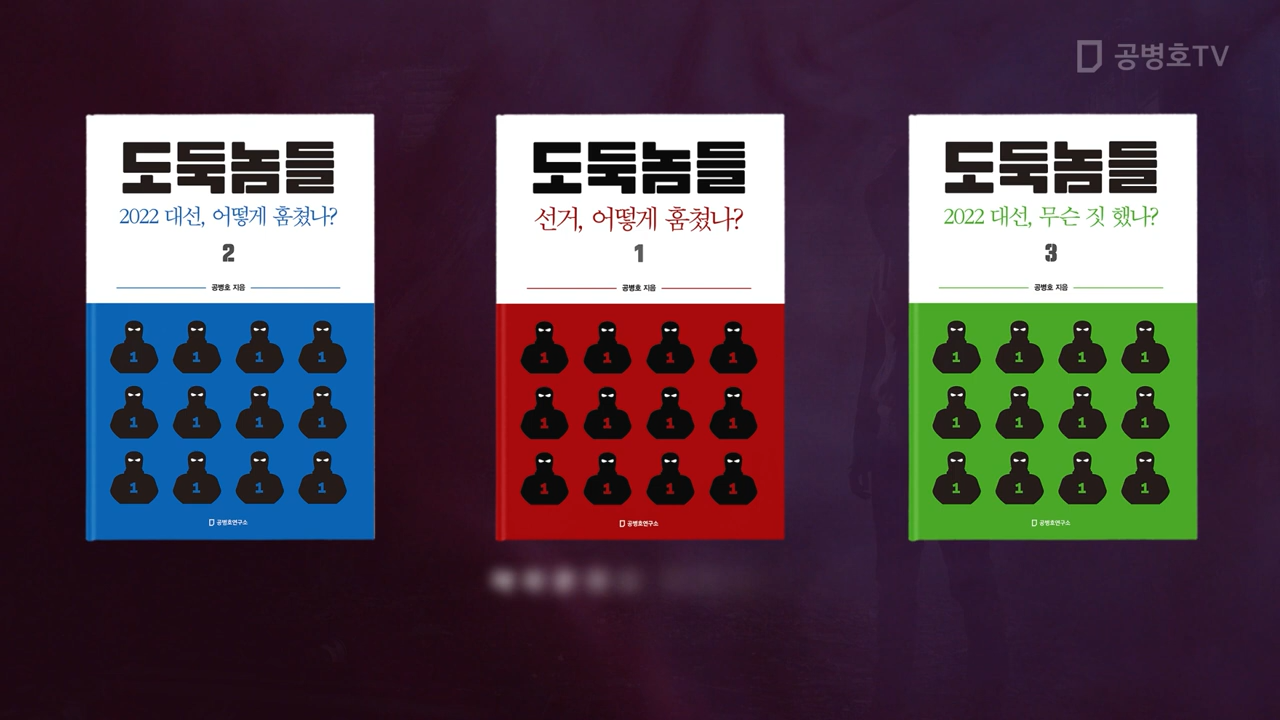 공병호TV
도둑놈들
2022 대선, 어떻게 훔쳤나?
2
공병호 지음
1 1 1 1
1 1 1 1
1 1 1 1
공병호연구소
도둑놈들
선거, 어떻게 훔쳤나?
1
공병호 지음
1 1 1 1
1 1 1 1
1 1 1 1
공병호연구소
도둑놈들
2022 대선, 무슨 짓 했나?
3
공병호 지음
1 1 1 1
1 1 1 1
1 1 1 1
공병호연구소